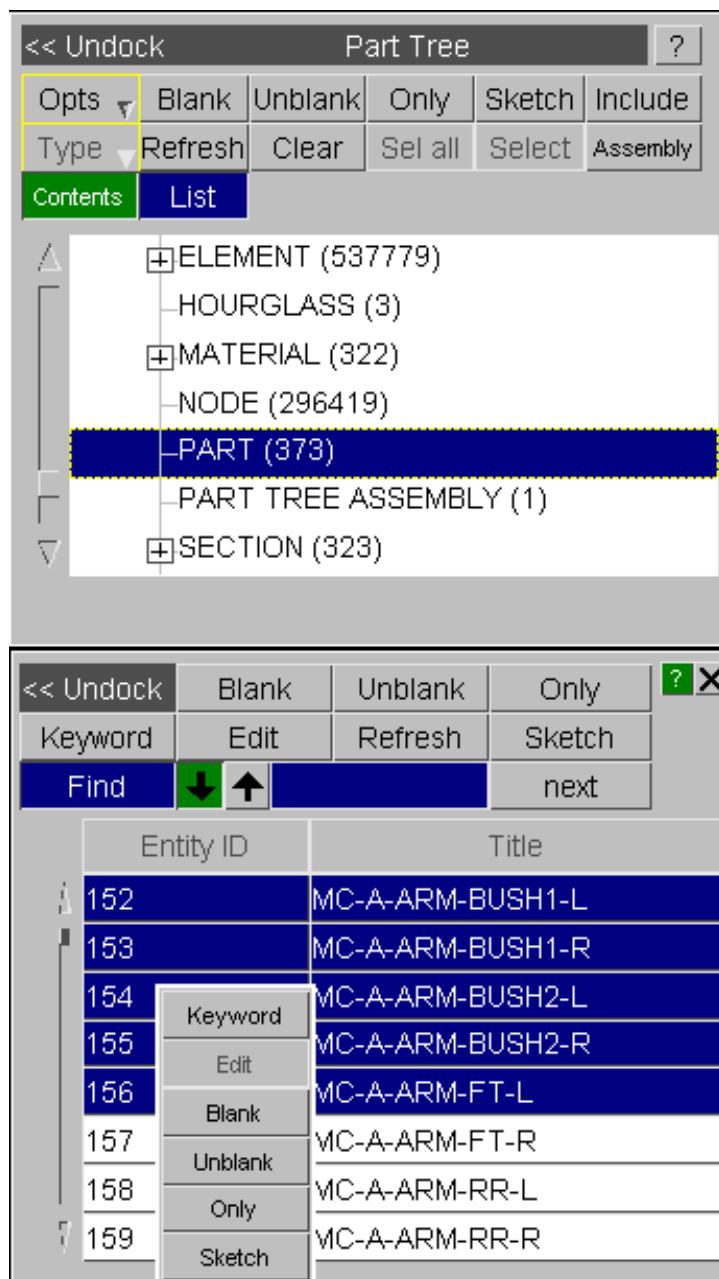 << Undock Part Tree ?
Opts Blank Unblank Only Sketch Include
Type Refresh Clear Sel all Select Assembly
Contents List
ELEMENT (537779)
HOURGLASS (3)
MATERIAL (322)
NODE (296419)
PART (373)
PART TREE ASSEMBLY (1)
SECTION (323)
<< Undock Blank Unblank Only ? X
Keyword Edit Refresh Sketch
Find next
Entity ID Title
152 MC-A-ARM-BUSH1-L
153 MC-A-ARM-BUSH1-R
154 MC-A-ARM-BUSH2-L
155 MC-A-ARM-BUSH2-R
156 MC-A-ARM-FT-L
157 MC-A-ARM-FT-R
158 MC-A-ARM-RR-L
159 MC-A-ARM-RR-R
Keyword
Edit
Blank
Unblank
Only
Sketch